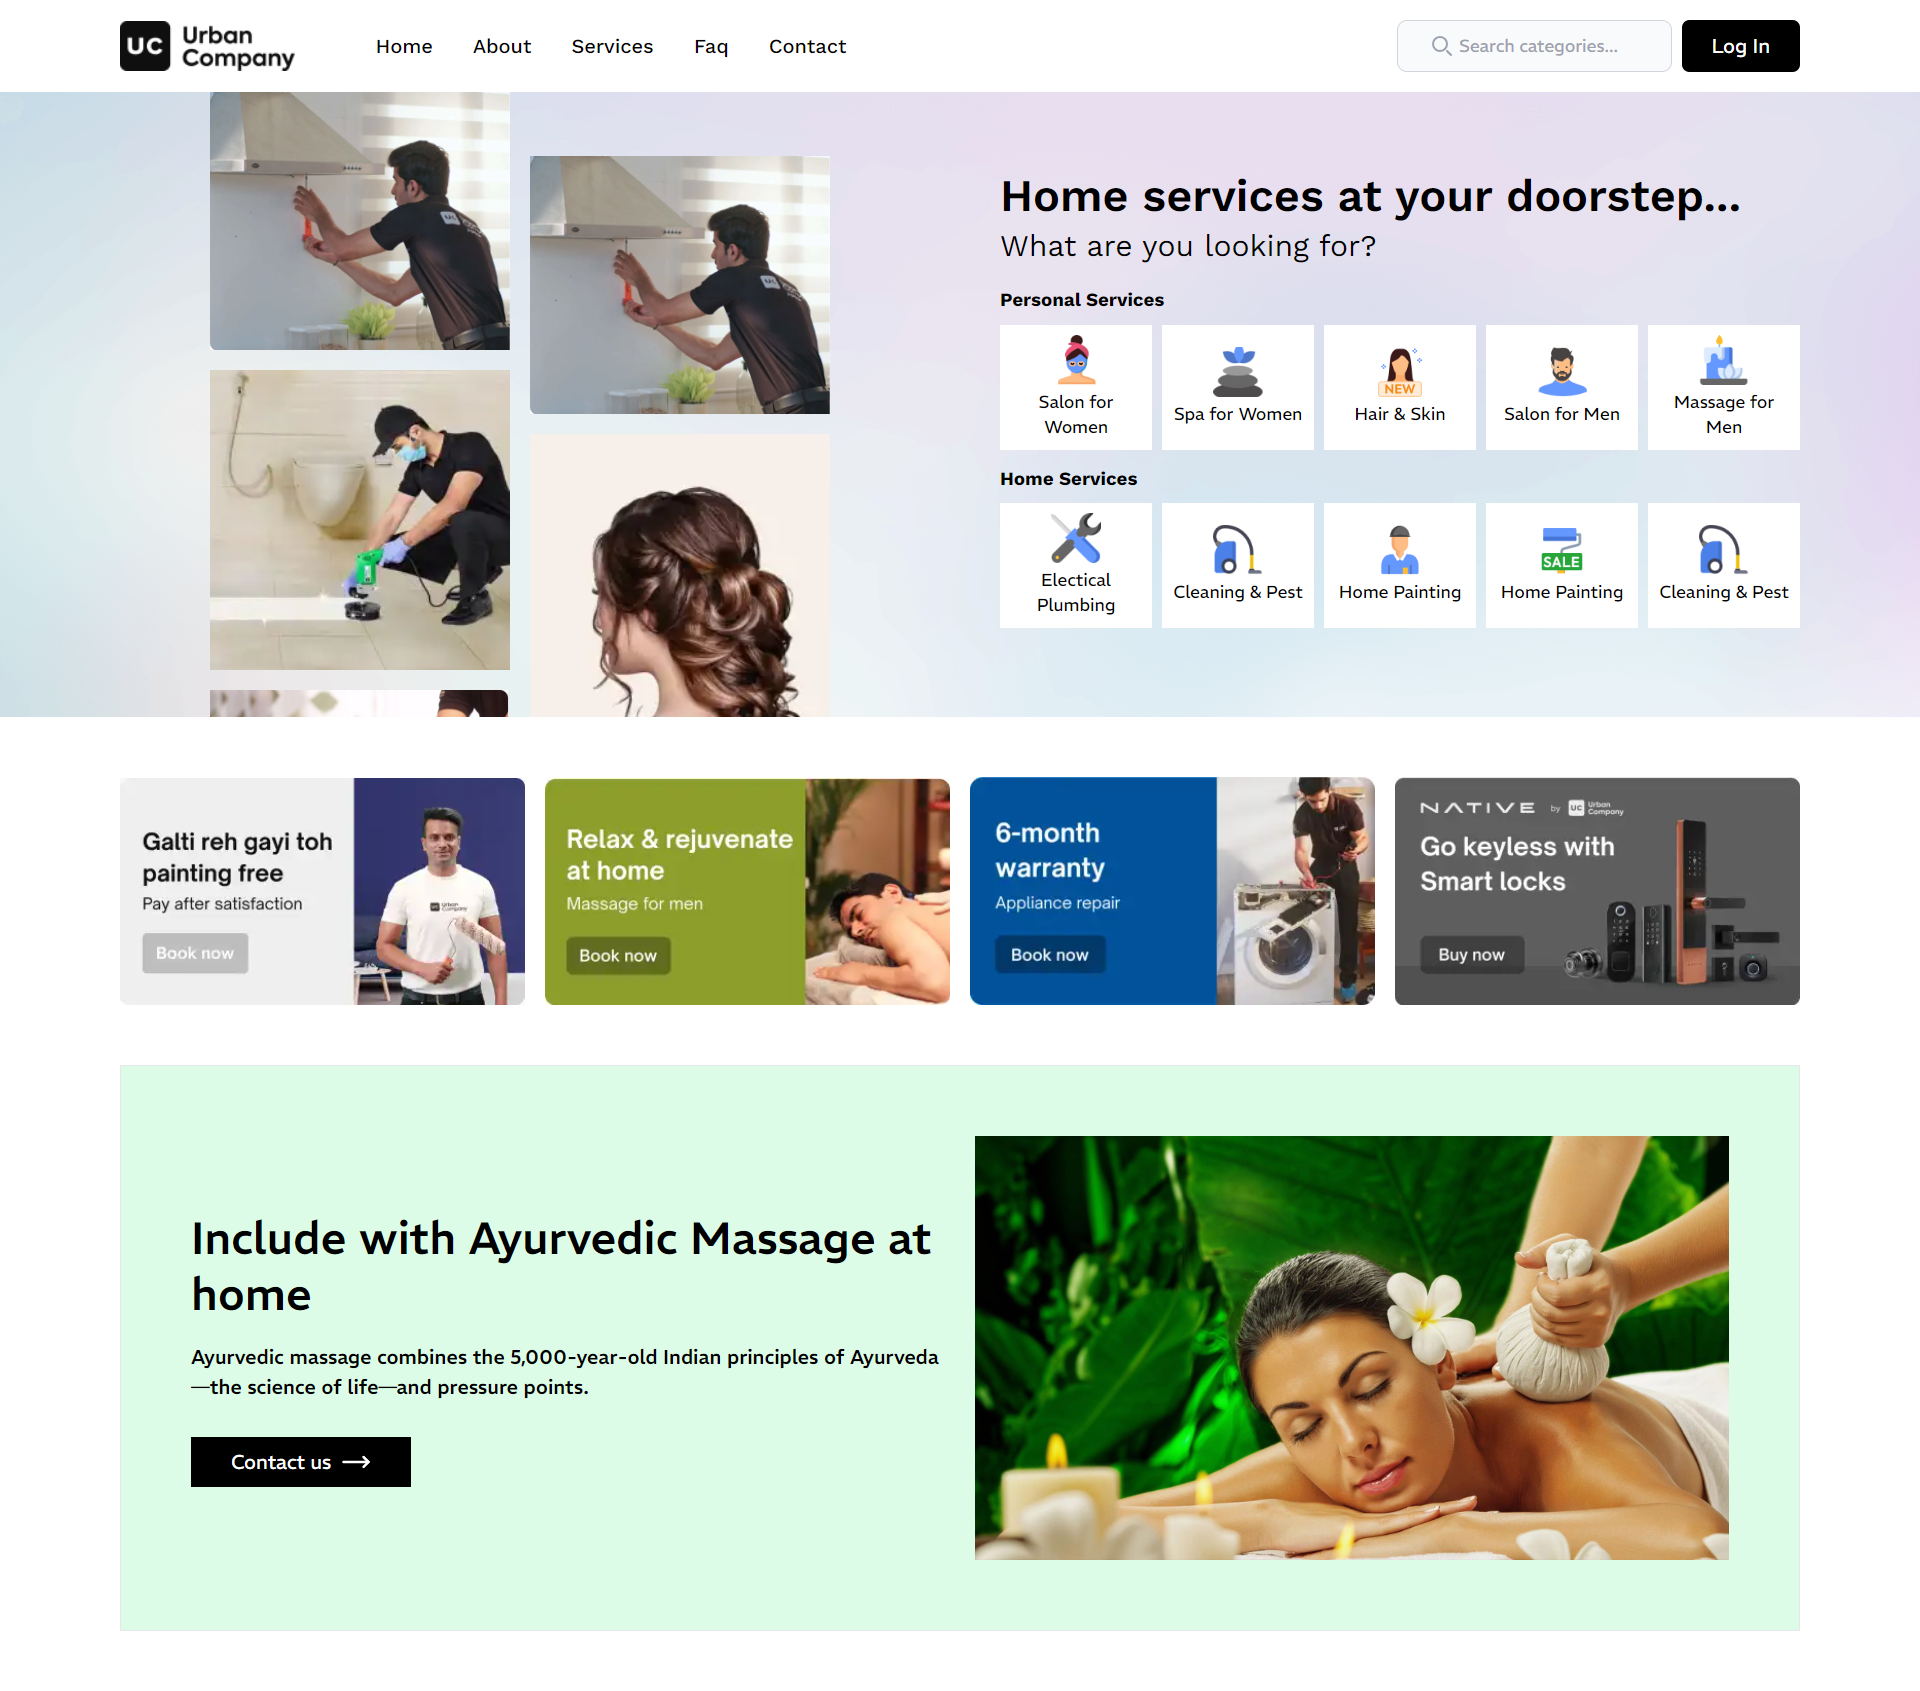 UC Urban
Company
Home About Services Faq Contact
Search categories...
Log In
Home services at your doorstep...
What are you looking for?
Personal Services
Salon for
Women
Spa for Women
NEW
Hair & Skin
Salon for Men
Massage for
Men
Home Services
Electical
Plumbing
Cleaning & Pest
Home Painting
SALE
Home Painting
Cleaning & Pest
Galti reh gayi toh
painting free
Pay after satisfaction
Book now
UC Urban
Company
Relax & rejuvenate
at home
Massage for men
Book now
6-month
warranty
Appliance repair
Book now
NATIVE by UC Urban
Company
Go keyless with
Smart locks
Buy now
Include with Ayurvedic Massage at
home
Ayurvedic massage combines the 5,000-year-old Indian principles of Ayurveda
—the science of life—and pressure points.
Contact us